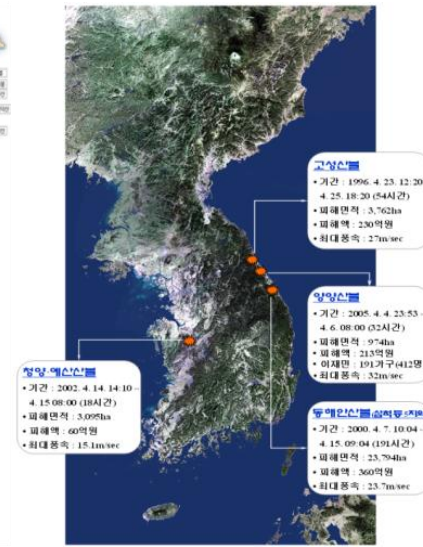 고성산불
• 기간 : 1996. 4. 23. 12:20
4. 25. 18:20 (54시간)
• 피해면적 : 3,762ha
• 피해액 : 230억원
• 최대풍속 : 27m/sec
양양산불
• 기간 : 2005. 4. 4. 23:53 -
4. 6. 08:00 (32시간)
• 피해면적 : 974ha
• 피해액 : 213억원
• 이재민 : 191가구(412명
• 최대풍속 : 32m/sec
청양·예산산불
• 기간 : 2002. 4. 14. 14:10 -
4. 15 08:00 (18시간)
• 피해면적 : 3,095ha
• 피해액 : 60억원
• 최대풍속 : 15.1m/sec
동해안산불(삼척 등 5지역
• 기간 : 2000. 4. 7. 10:04 -
4. 15. 09:04 (191시간)
• 피해면적 : 23,794ha
• 피해액 : 360억원
• 최대풍속 : 23.7m/sec